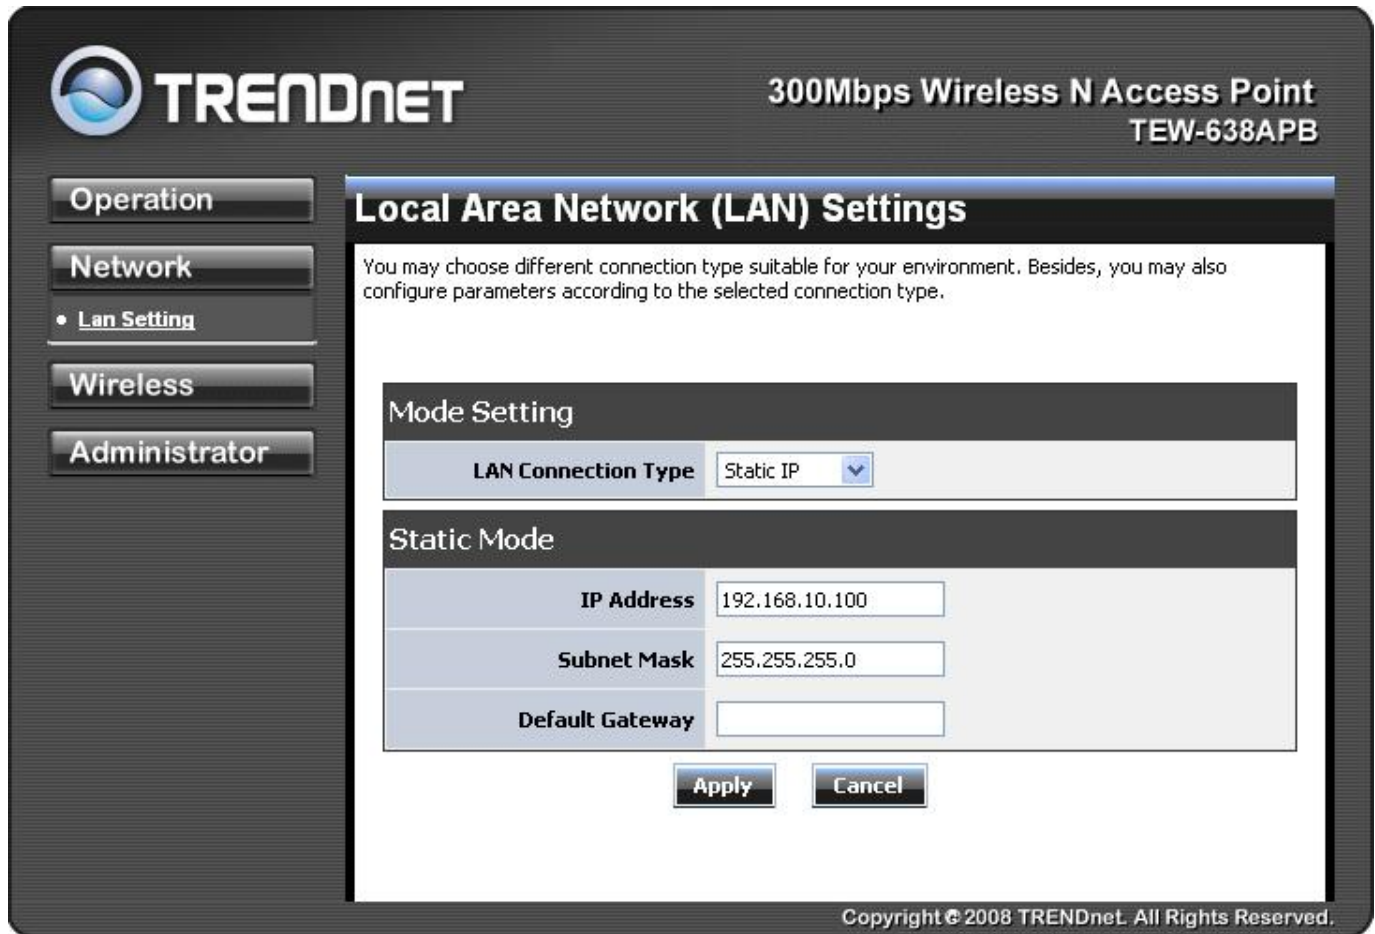 TRENDNET
300Mbps Wireless N Access Point
TEW-638APB
Operation
Network
• Lan Setting
Wireless
Administrator
Local Area Network (LAN) Settings
You may choose different connection type suitable for your environment. Besides, you may also
configure parameters according to the selected connection type.
Mode Setting
LAN Connection Type Static IP
Static Mode
IP Address 192.168.10.100
Subnet Mask 255.255.255.0
Default Gateway
Apply Cancel
Copyright © 2008 TRENDnet. All Rights Reserved.